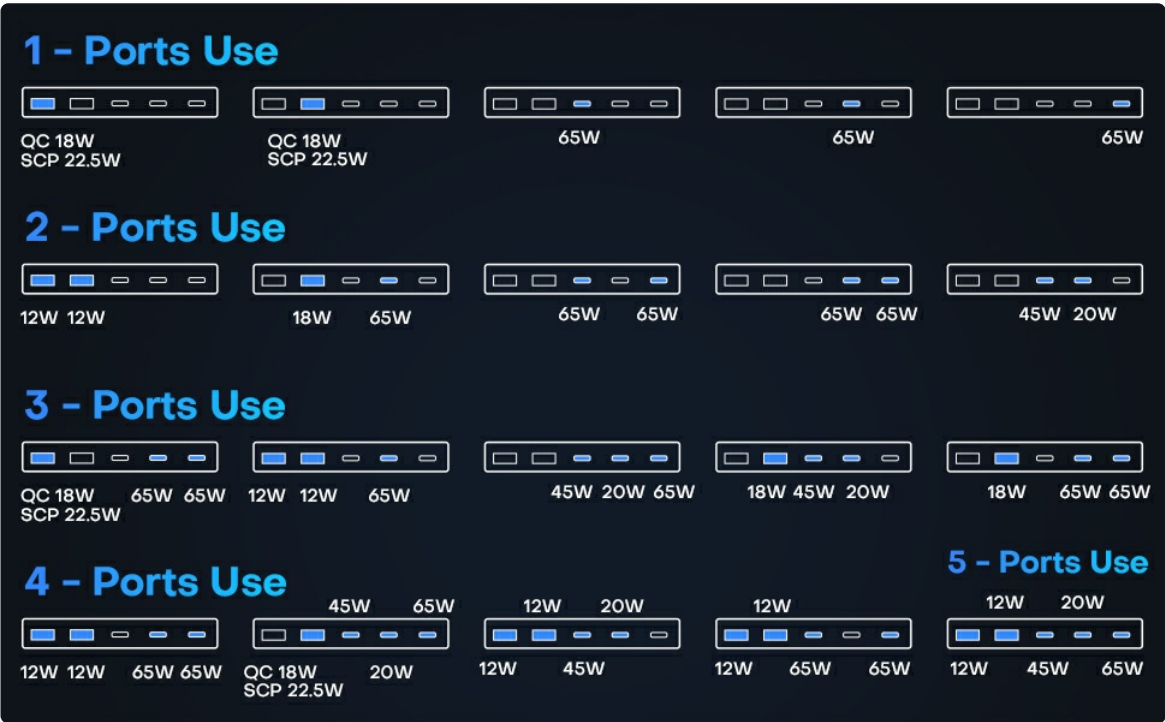 1 - Ports Use
QC 18W
SCP 22.5W
QC 18W
SCP 22.5W
65W
65W
65W
2 - Ports Use
12W 12W
18W 65W
65W 65W
65W 65W
45W 20W
3 - Ports Use
QC 18W 65W 65W
SCP 22.5W
12W 12W 65W
45W 20W 65W
18W 45W 20W
18W 65W 65W
4 - Ports Use
12W 12W 65W 65W
45W 65W
QC 18W 20W
SCP 22.5W
12W 20W
12W 45W
12W
12W 65W 65W
5 - Ports Use
12W 20W
12W 45W 65W